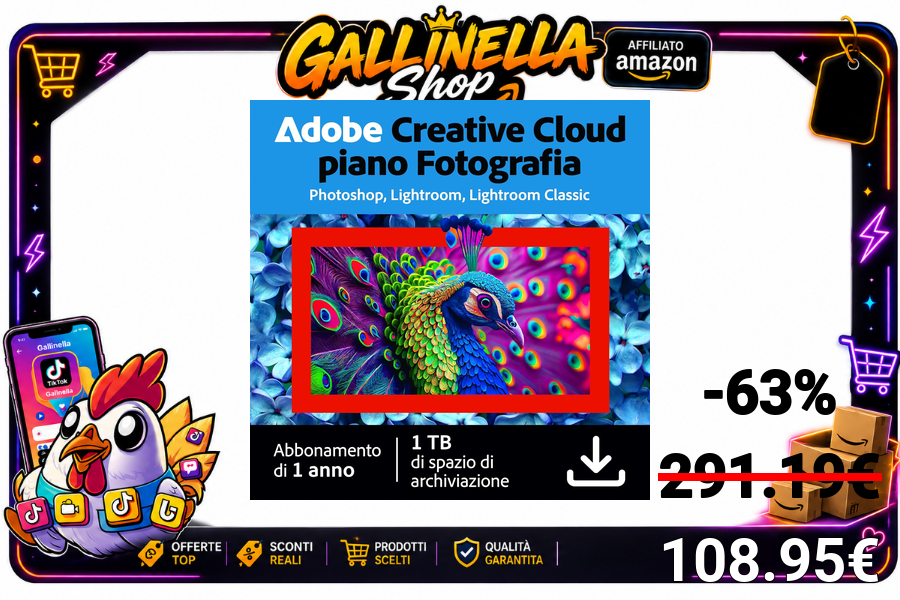 GALLINELLA
Shop
AFFILIATO
amazon
Adobe Creative Cloud
piano Fotografia
Photoshop, Lightroom, Lightroom Classic
Gallinella
TikTok
Gallinella
Abbonamento
di 1 anno
1 TB
di spazio di
archiviazione
-63%
291.19€
108.95€
OFFERTE
TOP
SCONTI
REALI
PRODOTTI
SCELTI
QUALITÀ
GARANTITA